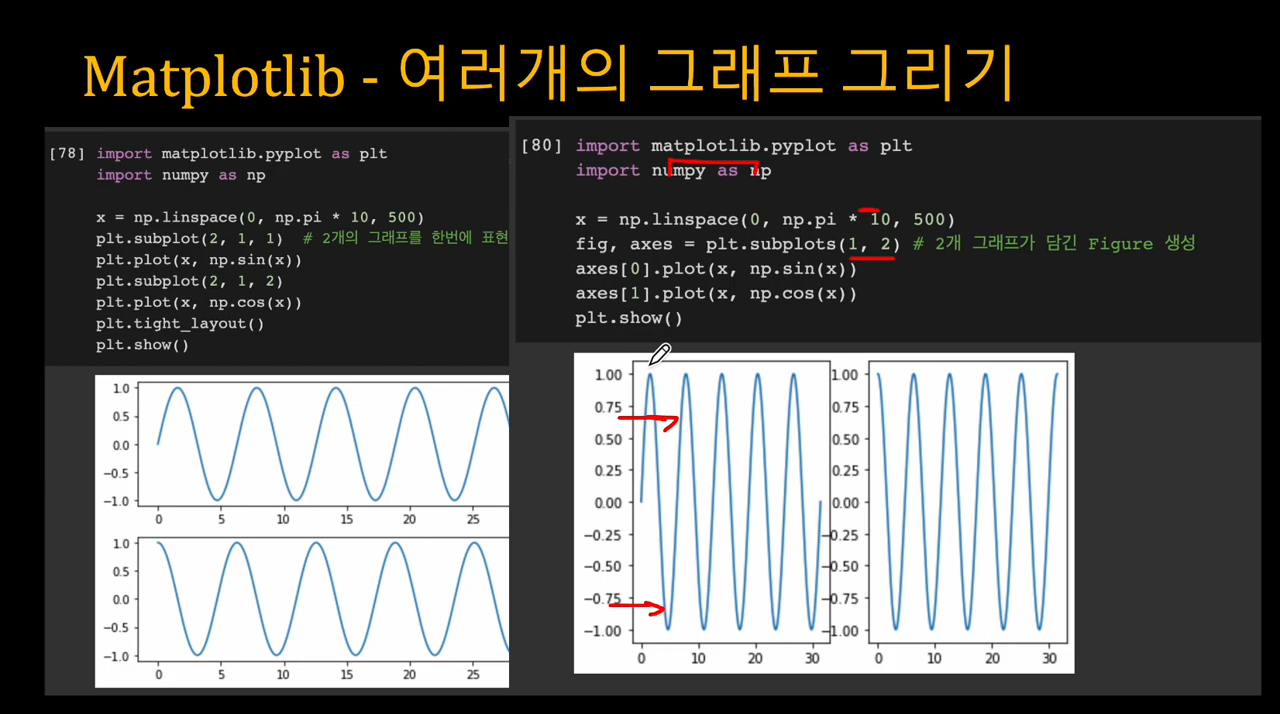 Matplotlib - 여러개의 그래프 그리기
[78] import matplotlib.pyplot as plt
import numpy as np
x = np.linspace(0, np.pi * 10, 500)
plt.subplot(2, 1, 1)  # 2개의 그래프를 한번에 표현
plt.plot(x, np.sin(x))
plt.subplot(2, 1, 2)
plt.plot(x, np.cos(x))
plt.tight_layout()
plt.show()
1.0
0.5
0.0
−0.5
−1.0
0 5 10 15 20 25
1.0
0.5
0.0
−0.5
−1.0
0 5 10 15 20 25
[80] import matplotlib.pyplot as plt
import numpy as np
x = np.linspace(0, np.pi * 10, 500)
fig, axes = plt.subplots(1, 2) # 2개 그래프가 담긴 Figure 생성
axes[0].plot(x, np.sin(x))
axes[1].plot(x, np.cos(x))
plt.show()
1.00
0.75
0.50
0.25
0.00
−0.25
−0.50
−0.75
−1.00
0 10 20 30
1.00
0.75
0.50
0.25
0.00
−0.25
−0.50
−0.75
−1.00
0 10 20 30